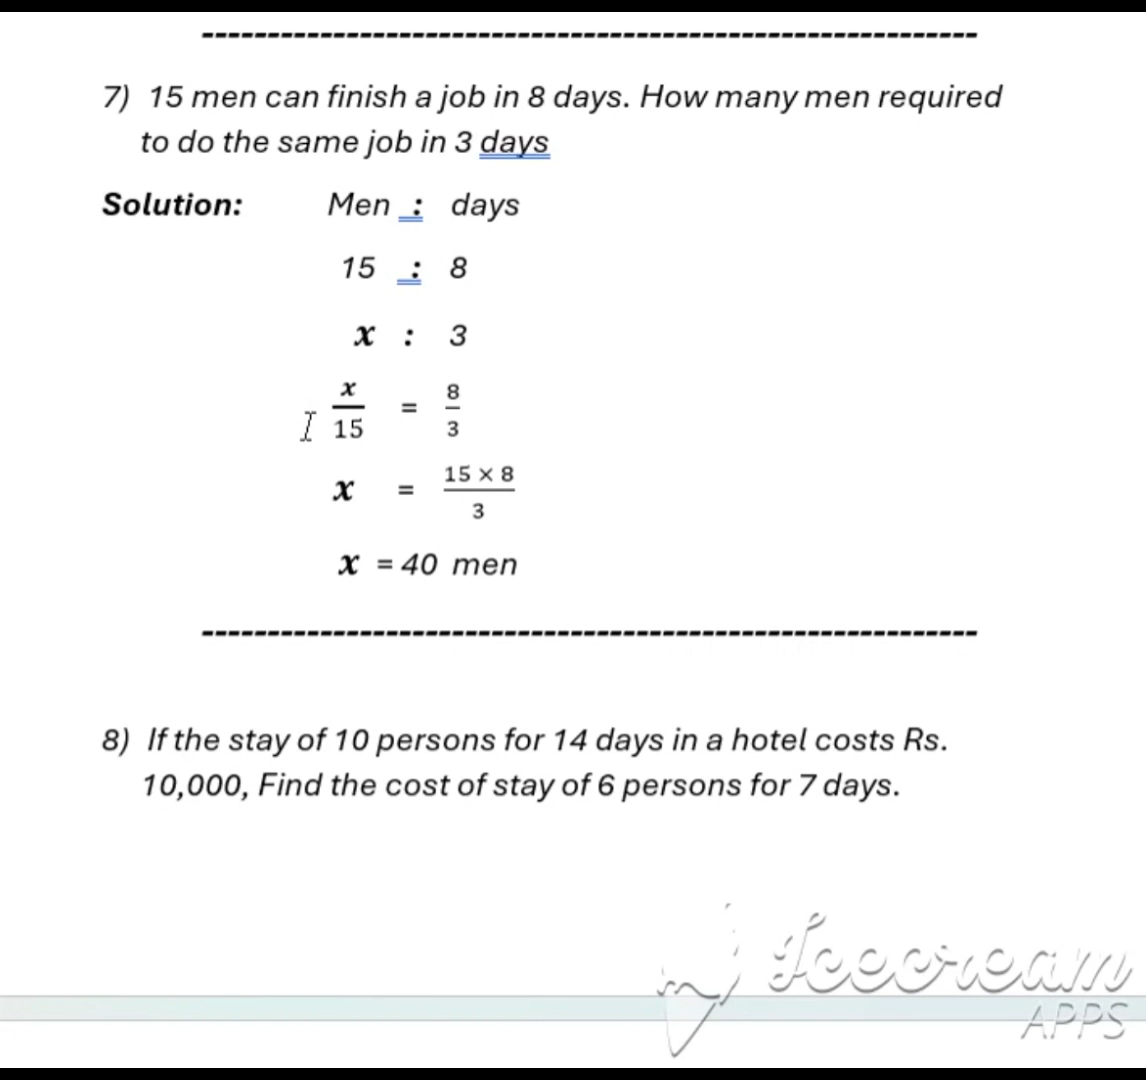 7) 15 men can finish a job in 8 days. How many men required
to do the same job in 3 days
Solution: Men : days
15 : 8
x : 3
x/15 = 8/3
x = 15 × 8/3
x = 40 men
8) If the stay of 10 persons for 14 days in a hotel costs Rs.
10,000, Find the cost of stay of 6 persons for 7 days.
Icecream
APPS